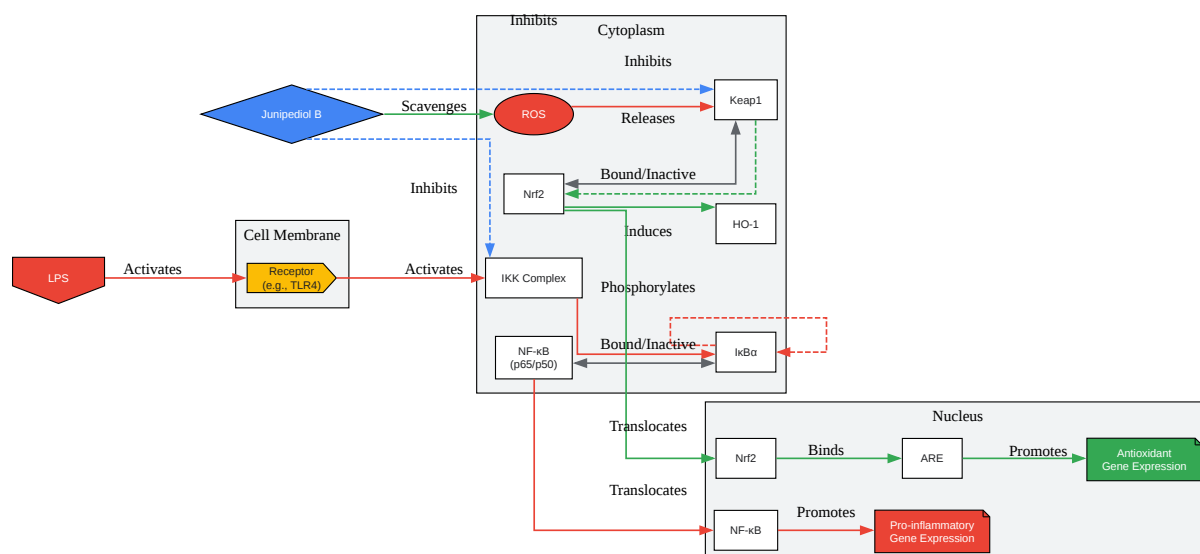 Inhibits
Cytoplasm
Inhibits
Keap1
Junipediol B
Scavenges
ROS
Releases
Bound/Inactive
Inhibits
Nrf2
HO-1
Induces
Cell Membrane
LPS
Activates
Receptor
(e.g., TLR4)
Activates
IKK Complex
Phosphorylates
Bound/Inactive
NF-κB
(p65/p50)
IκBα
Nucleus
Translocates
Nrf2
Binds
ARE
Promotes
Antioxidant
Gene Expression
Translocates
NF-κB
Promotes
Pro-inflammatory
Gene Expression